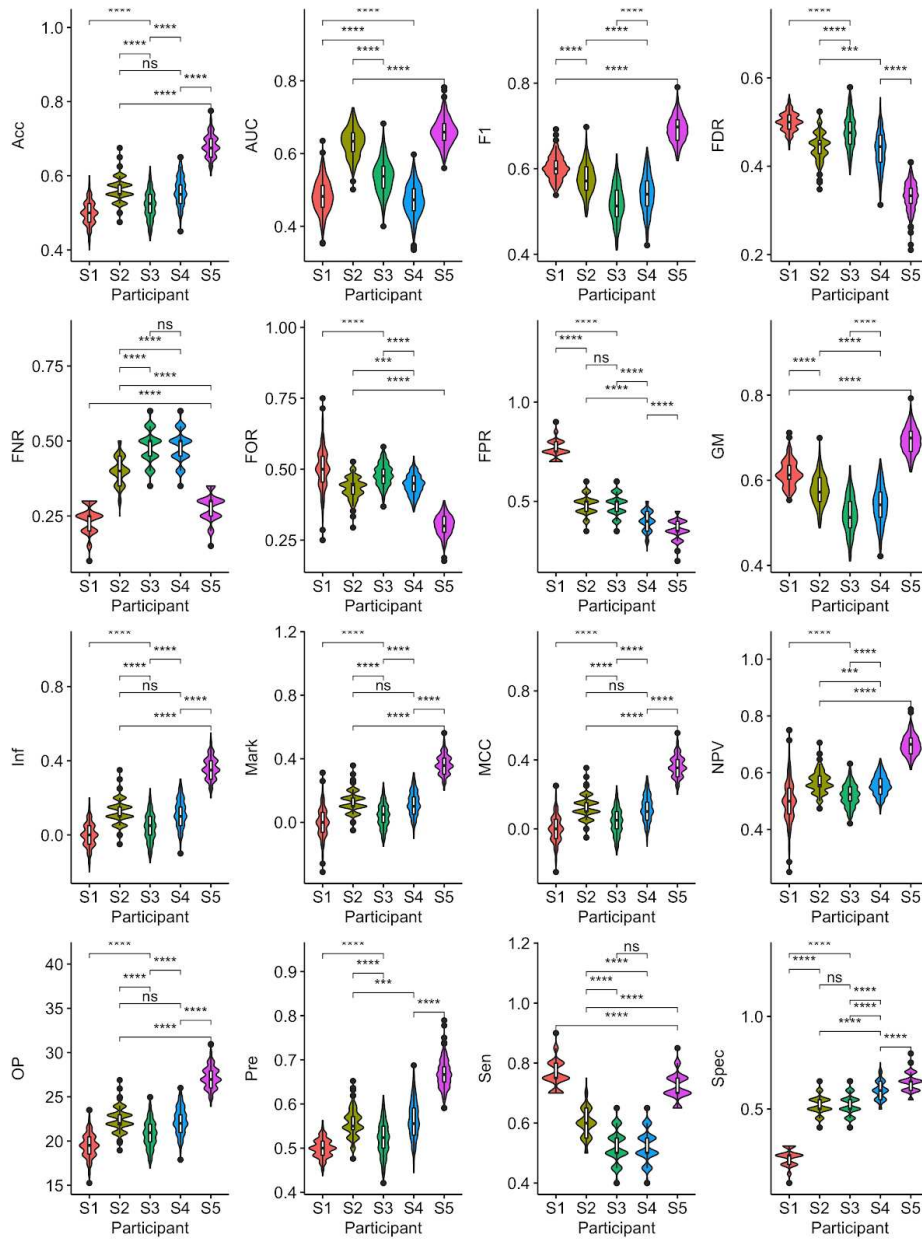 Acc
1.0
0.8
0.6
0.4
****
****
****
ns
****
****
S1 S2 S3 S4 S5
Participant
AUC
0.8
0.6
0.4
****
****
****
****
S1 S2 S3 S4 S5
Participant
F1
0.8
0.6
0.4
****
****
****
****
S1 S2 S3 S4 S5
Participant
FDR
0.6
0.4
0.2
****
****
***
****
S1 S2 S3 S4 S5
Participant
FNR
0.75
0.50
0.25
ns
****
****
****
****
S1 S2 S3 S4 S5
Participant
FOR
1.00
0.75
0.50
0.25
****
****
***
****
S1 S2 S3 S4 S5
Participant
FPR
1.0
0.5
****
****
ns
****
****
****
S1 S2 S3 S4 S5
Participant
GM
0.8
0.6
0.4
****
****
****
****
S1 S2 S3 S4 S5
Participant
Inf
0.8
0.4
0.0
****
****
****
ns
****
****
S1 S2 S3 S4 S5
Participant
Mark
1.2
0.8
0.4
0.0
****
****
****
ns
****
****
S1 S2 S3 S4 S5
Participant
MCC
0.8
0.4
0.0
****
****
****
ns
****
****
S1 S2 S3 S4 S5
Participant
NPV
1.0
0.8
0.6
0.4
****
****
***
****
S1 S2 S3 S4 S5
Participant
OP
40
35
30
25
20
15
****
****
****
ns
****
****
S1 S2 S3 S4 S5
Participant
Pre
0.9
0.8
0.7
0.6
0.5
0.4
****
****
***
****
S1 S2 S3 S4 S5
Participant
Sen
1.2
1.0
0.8
0.6
0.4
ns
****
****
****
****
S1 S2 S3 S4 S5
Participant
Spec
1.0
0.5
****
****
ns
****
****
****
****
S1 S2 S3 S4 S5
Participant